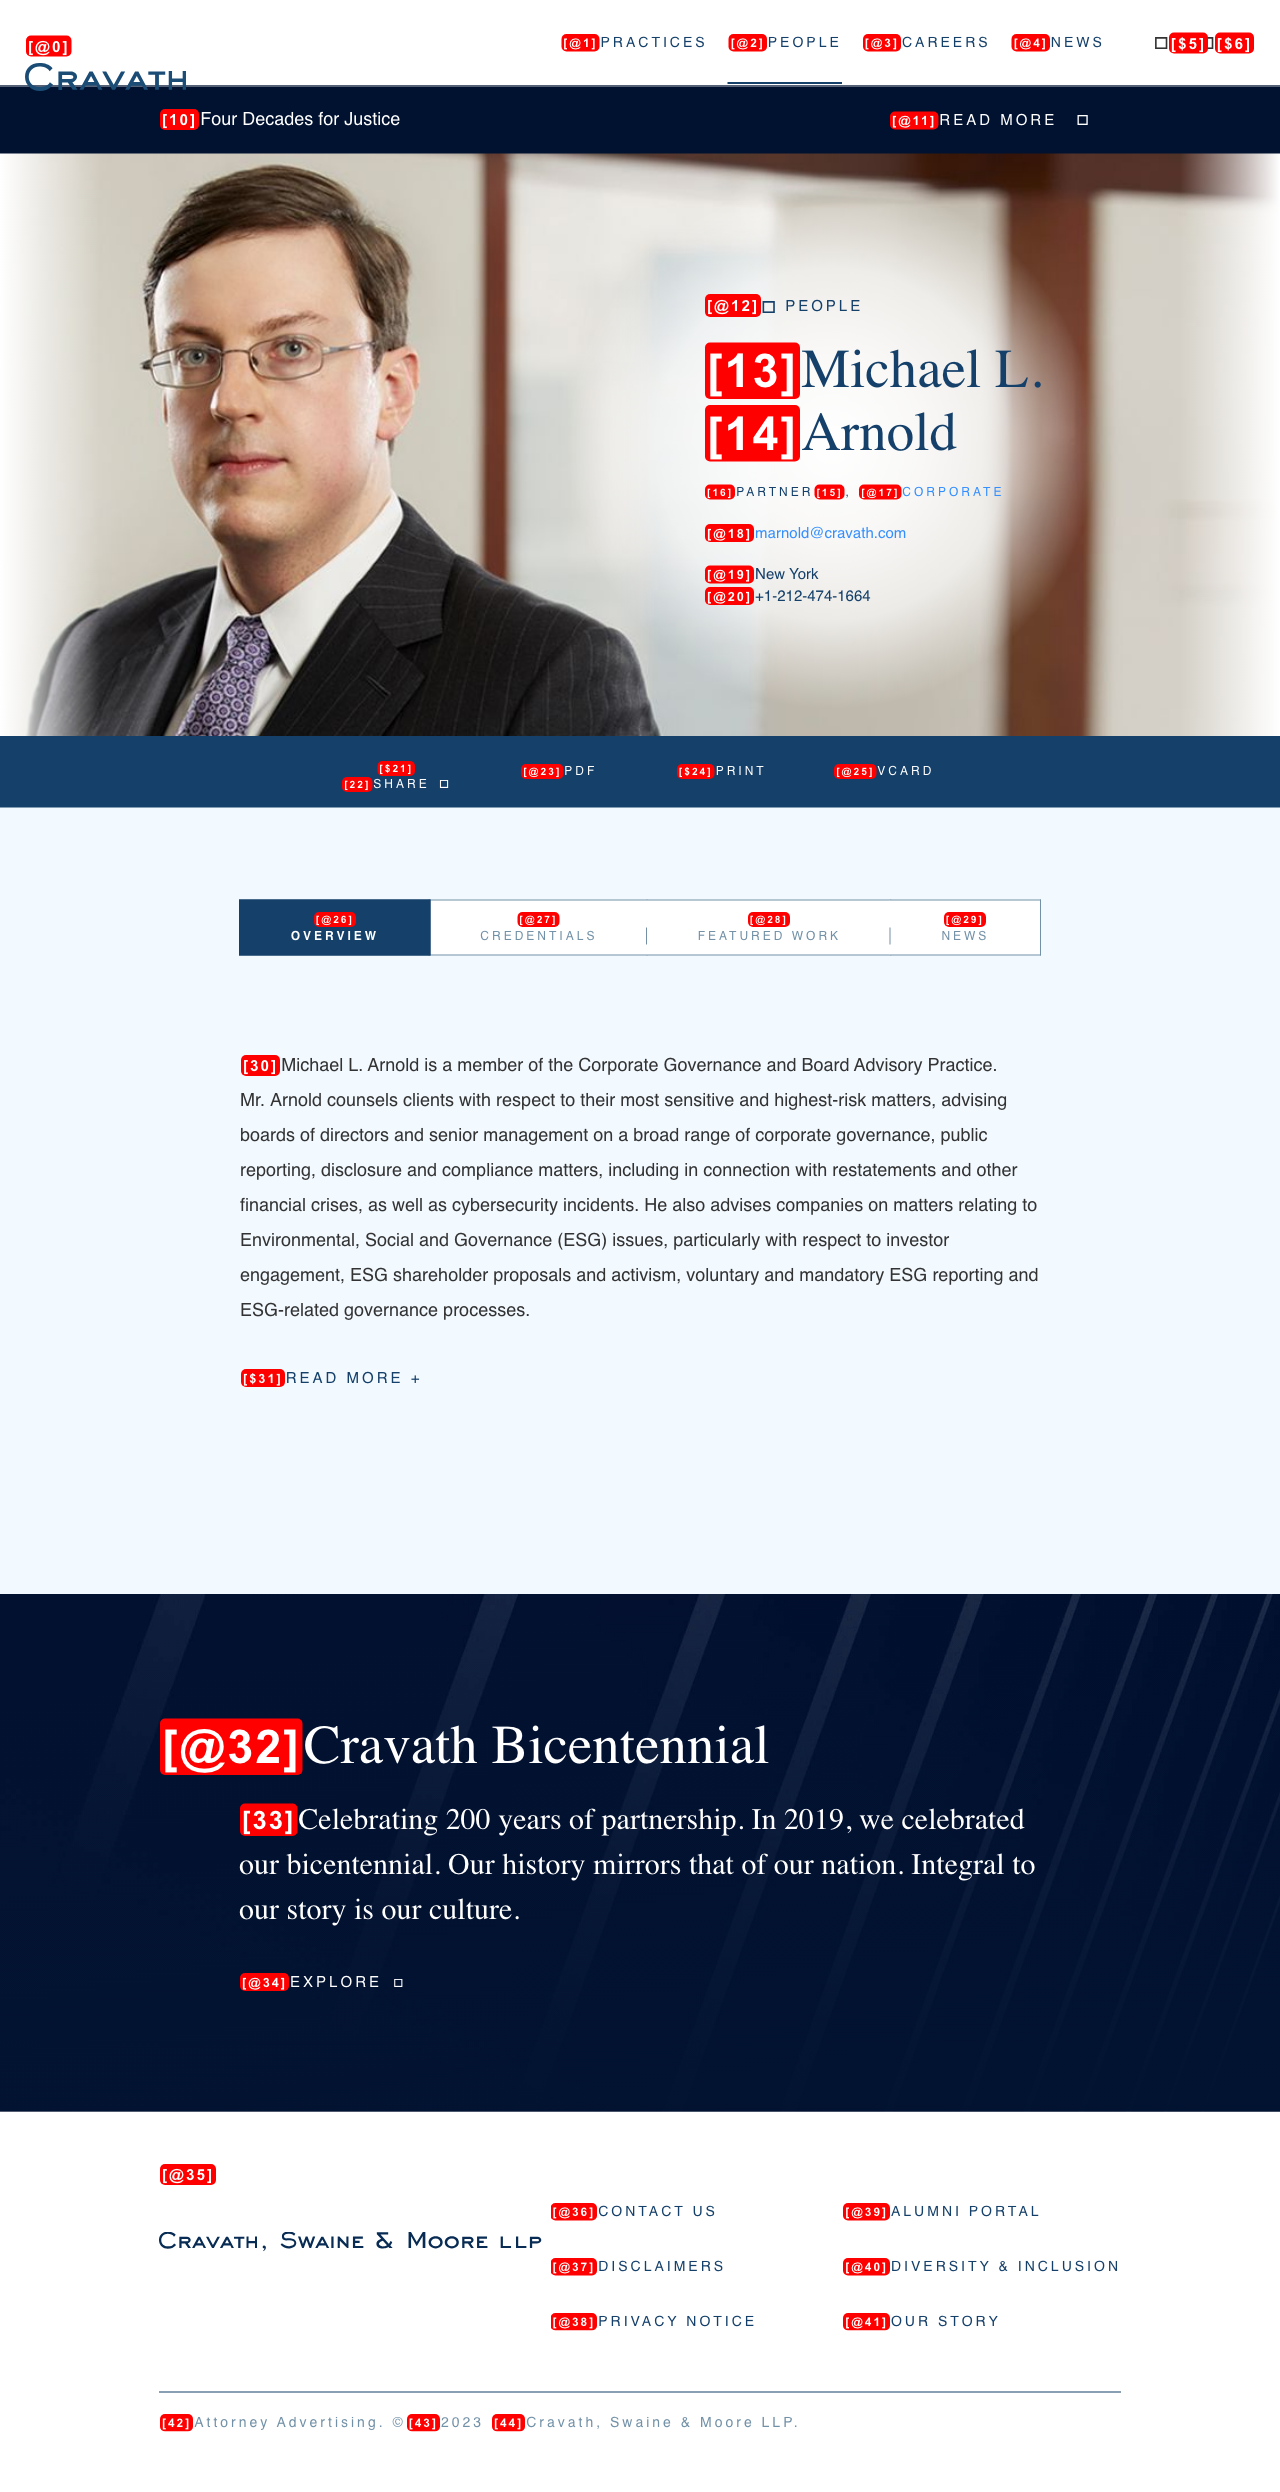 [@0]
CRAVATH
[@1]PRACTICES [@2]PEOPLE [@3]CAREERS [@4]NEWS [$5] [$6]
[10]Four Decades for Justice
[@11]READ MORE
[@12] PEOPLE
[13]Michael L.
[14]Arnold
[16]PARTNER[15], [@17]CORPORATE
[@18]marnold@cravath.com
[@19]New York
[@20]+1-212-474-1664
[$21]
[22]SHARE
[@23]PDF
[$24]PRINT
[@25]VCARD
[@26]
OVERVIEW
[@27]
CREDENTIALS
[@28]
FEATURED WORK
[@29]
NEWS
[30]Michael L. Arnold is a member of the Corporate Governance and Board Advisory Practice.
Mr. Arnold counsels clients with respect to their most sensitive and highest-risk matters, advising
boards of directors and senior management on a broad range of corporate governance, public
reporting, disclosure and compliance matters, including in connection with restatements and other
financial crises, as well as cybersecurity incidents. He also advises companies on matters relating to
Environmental, Social and Governance (ESG) issues, particularly with respect to investor
engagement, ESG shareholder proposals and activism, voluntary and mandatory ESG reporting and
ESG-related governance processes.
[$31]READ MORE +
[@32]Cravath Bicentennial
[33]Celebrating 200 years of partnership. In 2019, we celebrated
our bicentennial. Our history mirrors that of our nation. Integral to
our story is our culture.
[@34]EXPLORE
[@35]
CRAVATH, SWAINE & MOORE LLP
[@36]CONTACT US
[@37]DISCLAIMERS
[@38]PRIVACY NOTICE
[@39]ALUMNI PORTAL
[@40]DIVERSITY & INCLUSION
[@41]OUR STORY
[42]Attorney Advertising. ©[43]2023 [44]Cravath, Swaine & Moore LLP.